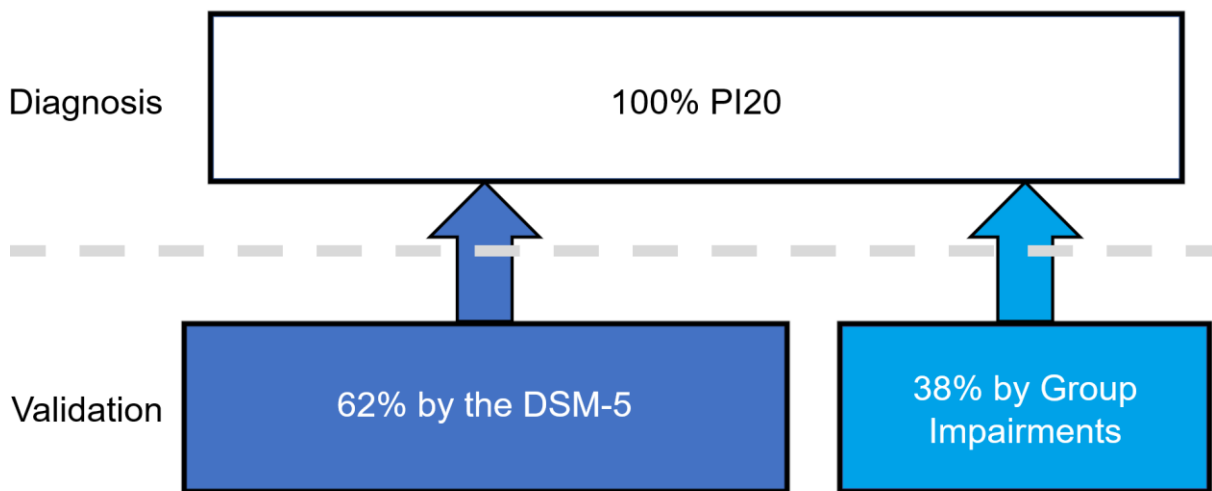 Diagnosis
100% PI20
Validation
62% by the DSM-5
38% by Group
Impairments